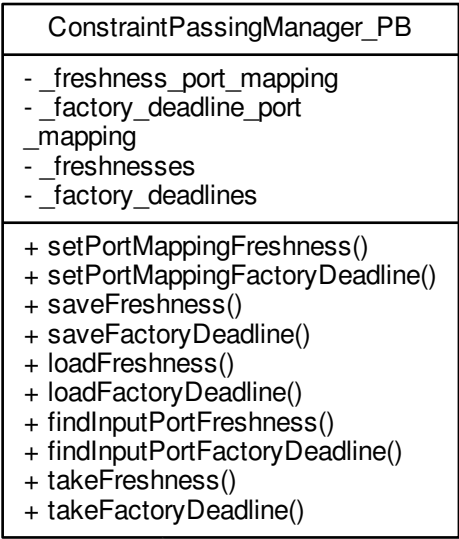 ConstraintPassingManager_PB
- _freshness_port_mapping
- _factory_deadline_port
_mapping
- _freshnesses
- _factory_deadlines
+ setPortMappingFreshness()
+ setPortMappingFactoryDeadline()
+ saveFreshness()
+ saveFactoryDeadline()
+ loadFreshness()
+ loadFactoryDeadline()
+ findInputPortFreshness()
+ findInputPortFactoryDeadline()
+ takeFreshness()
+ takeFactoryDeadline()